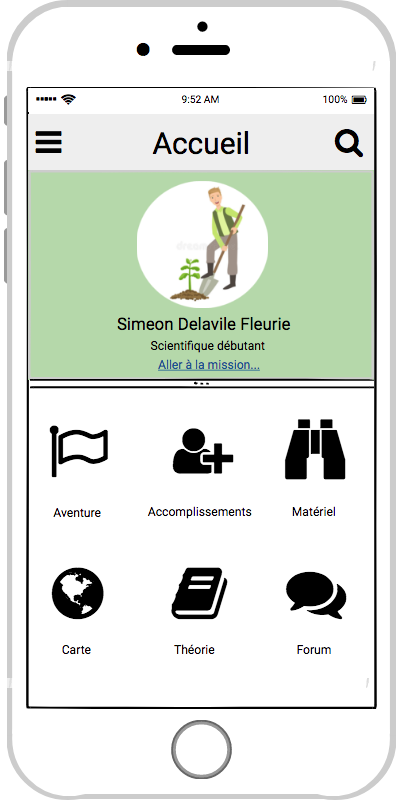 9:52 AM
100%
Accueil
Simeon Delavile Fleurie
Scientifique débutant
Aller à la mission...
Aventure
Accomplissements
Matériel
Carte
Théorie
Forum